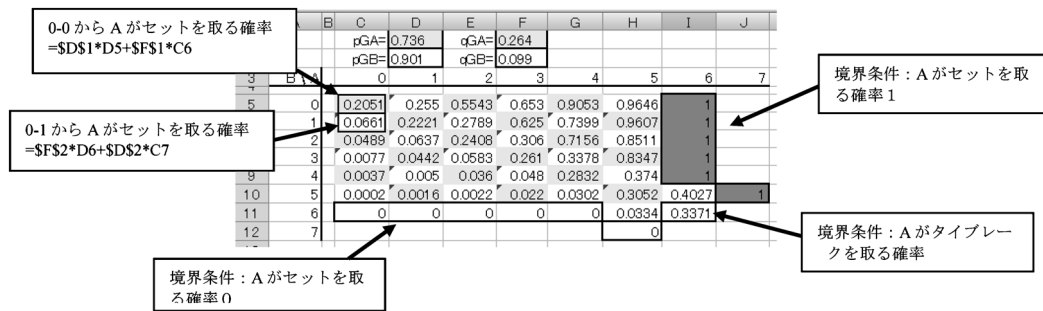 0-0 から A がセットを取る確率
=$D$1*D5+$F$1*C6
0-1 から A がセットを取る確率
=$F$2*D6+$D$2*C7
A B C D E F G H I J
pGA= 0.736 qGA= 0.264
pGB= 0.901 qGB= 0.099
3 B \ A 0 1 2 3 4 5 6 7
5 0 0.2051 0.255 0.5543 0.653 0.9053 0.9646 1
1 0.0661 0.2221 0.2789 0.625 0.7399 0.9607 1
2 0.0489 0.0637 0.2408 0.306 0.7156 0.8511 1
3 0.0077 0.0442 0.0583 0.261 0.3378 0.8347 1
9 4 0.0037 0.005 0.036 0.048 0.2832 0.374 1
10 5 0.0002 0.0016 0.0022 0.022 0.0302 0.3052 0.4027 1
11 6 0 0 0 0 0 0.0334 0.3371
12 7 0
境界条件:A がセットを取
る確率 1
境界条件:A がタイブレー
クを取る確率
境界条件:A がセットを取
る確率 0